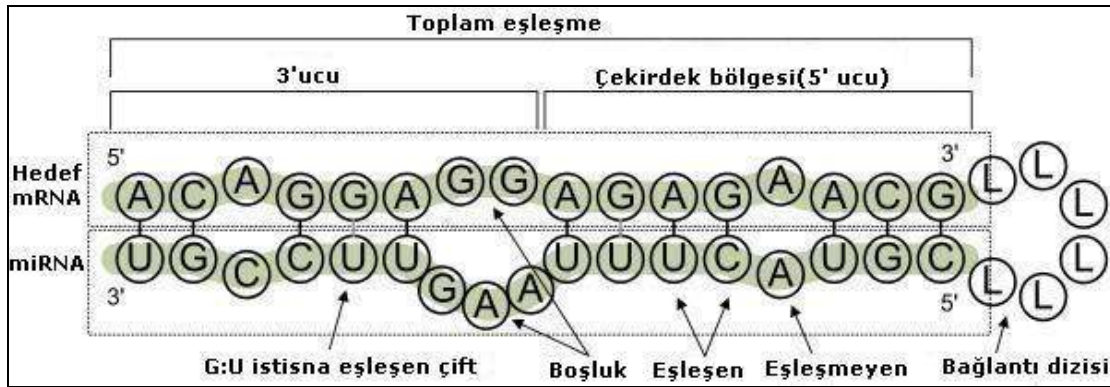 Toplam eşleşme
3'ucu Çekirdek bölgesi(5' ucu)
5' 3'
Hedef mRNA A C A G G A G G A G A G A A C G L L L
miRNA U G C C U U G A A U U U C A U G C L L L
3' 5'
G:U istisna eşleşen çift Boşluk Eşleşen Eşleşmeyen Bağlantı dizisi